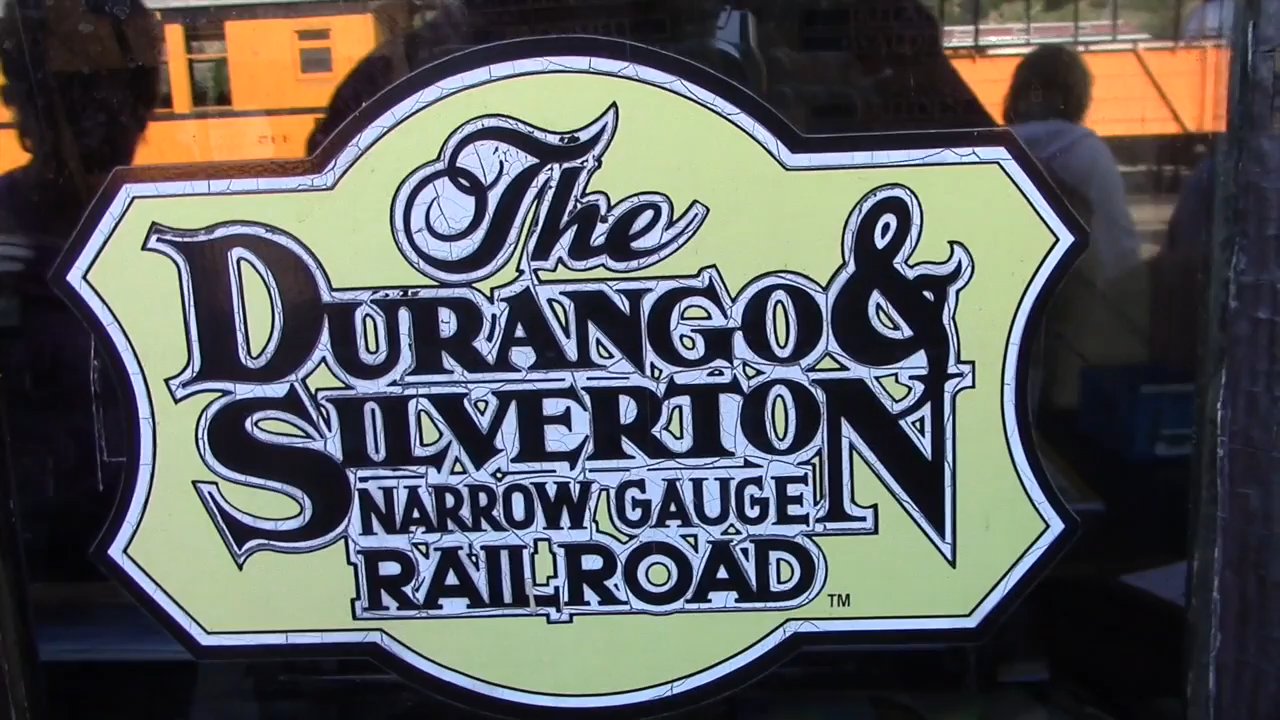 The
DURANGO &
SILVERTON
NARROW GAUGE
RAILROAD TM